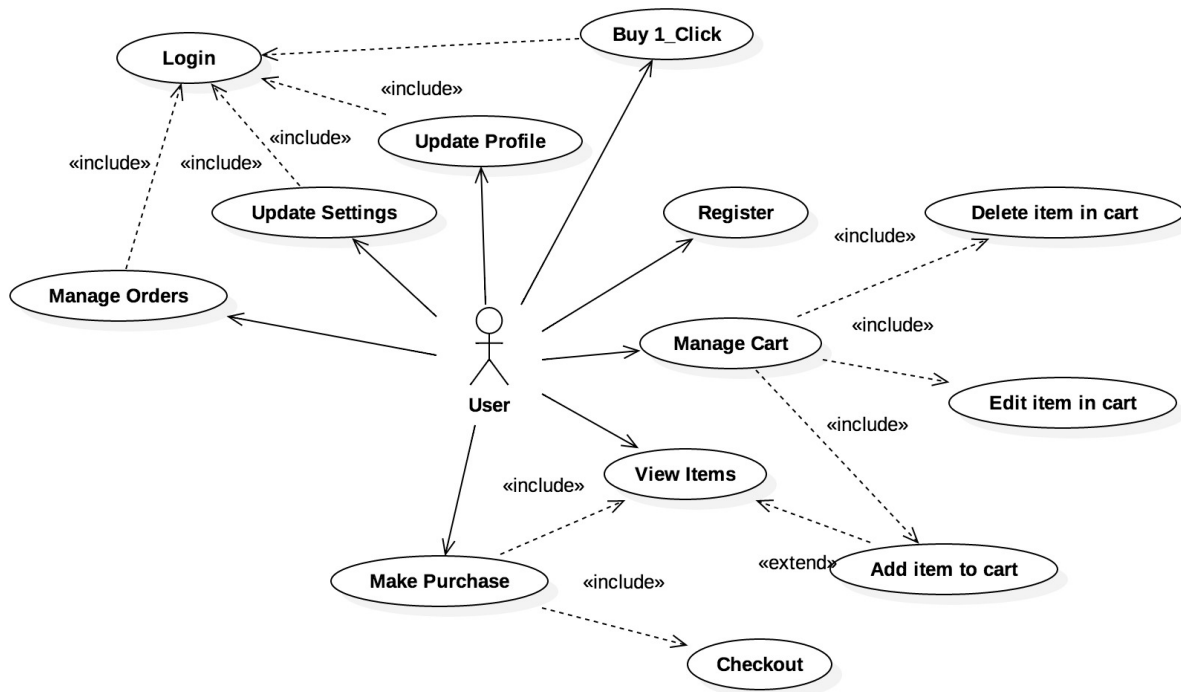 Buy 1_Click
Login
«include»
Update Profile
«include»
«include»
«include»
Update Settings
Register
Delete item in cart
«include»
Manage Orders
«include»
Manage Cart
User
Edit item in cart
«include»
View Items
«include»
«extend»
Add item to cart
Make Purchase
«include»
Checkout